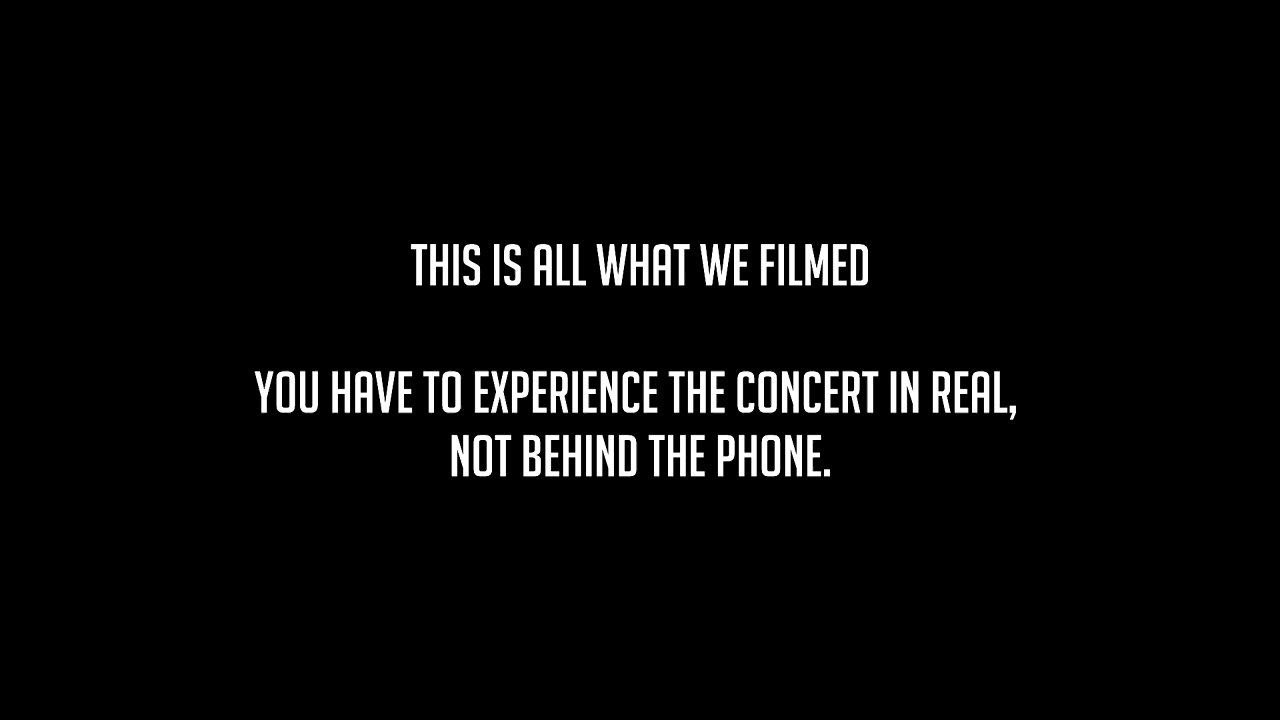 THIS IS ALL WHAT WE FILMED
YOU HAVE TO EXPERIENCE THE CONCERT IN REAL,
NOT BEHIND THE PHONE.